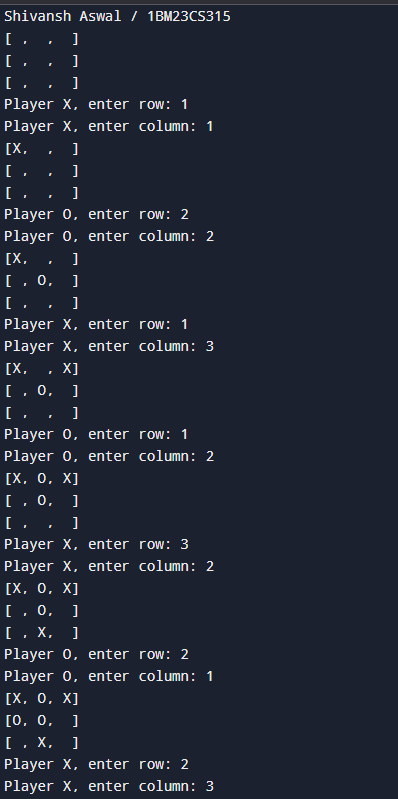 Shivansh Aswal / 1BM23CS315
[ ,  ,  ]
[ ,  ,  ]
[ ,  ,  ]
Player X, enter row: 1
Player X, enter column: 1
[X,  ,  ]
[ ,  ,  ]
[ ,  ,  ]
Player O, enter row: 2
Player O, enter column: 2
[X,  ,  ]
[ , O,  ]
[ ,  ,  ]
Player X, enter row: 1
Player X, enter column: 3
[X,  , X]
[ , O,  ]
[ ,  ,  ]
Player O, enter row: 1
Player O, enter column: 2
[X, O, X]
[ , O,  ]
[ ,  ,  ]
Player X, enter row: 3
Player X, enter column: 2
[X, O, X]
[ , O,  ]
[ , X,  ]
Player O, enter row: 2
Player O, enter column: 1
[X, O, X]
[O, O,  ]
[ , X,  ]
Player X, enter row: 2
Player X, enter column: 3